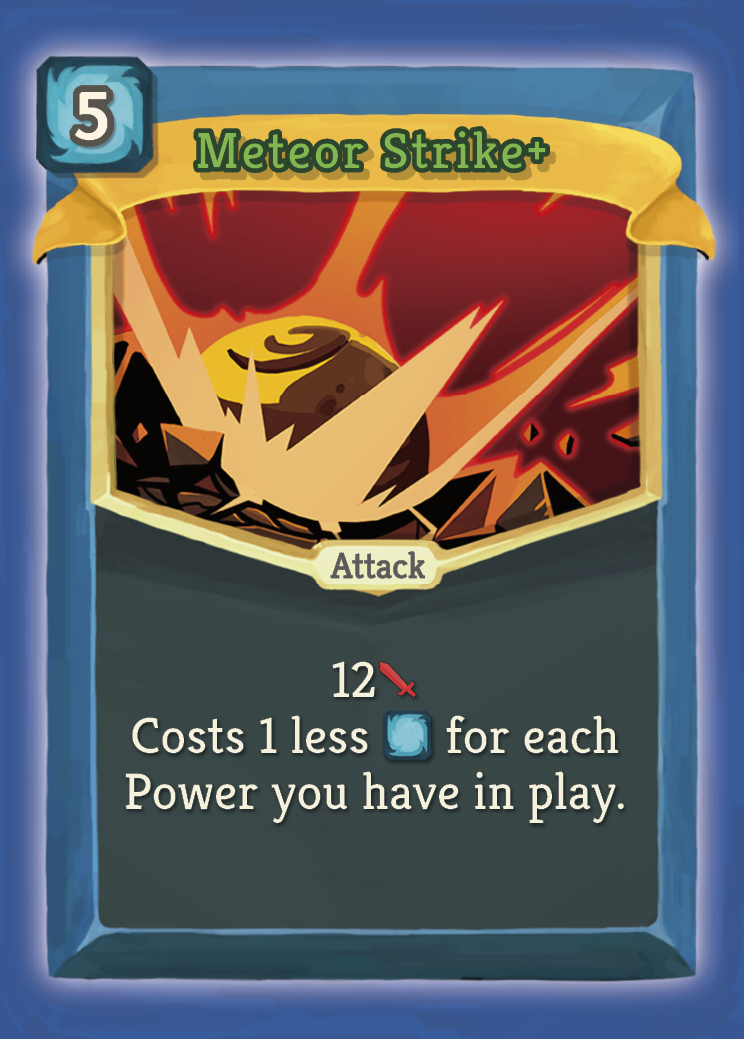 5
Meteor Strike+
Attack
12
Costs 1 less for each
Power you have in play.